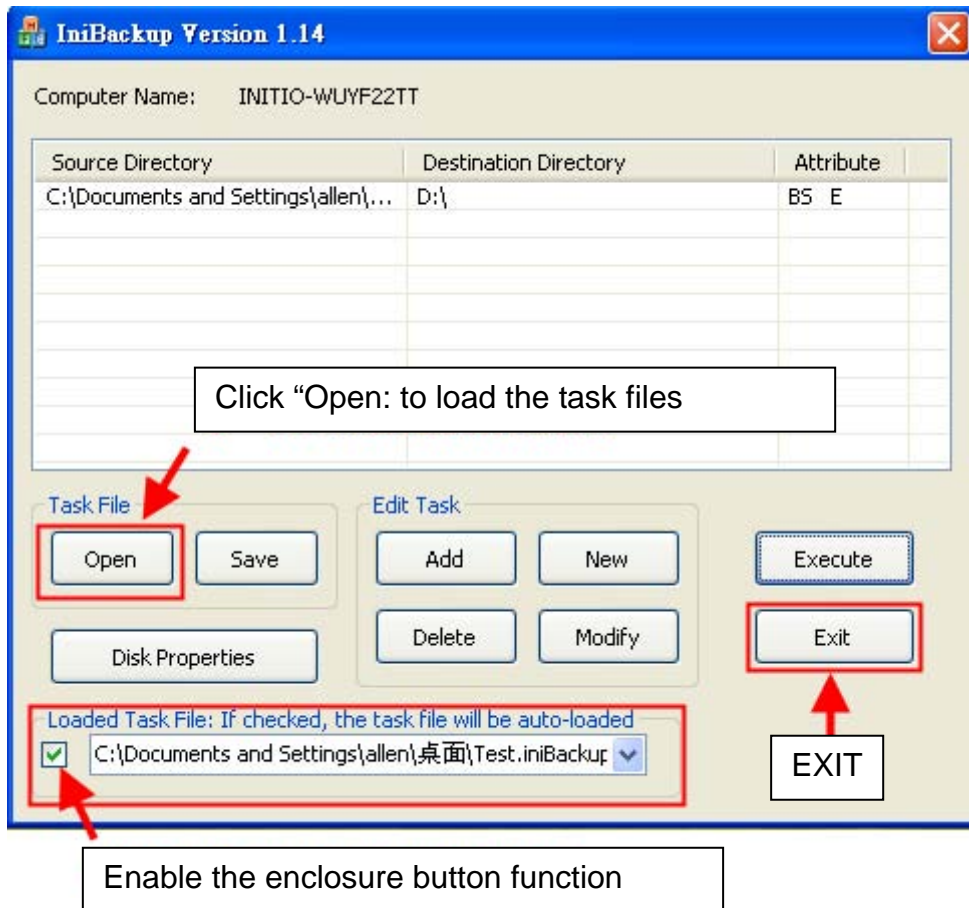 IniBackup Version 1.14
Computer Name: INITIO-WUYF22TT
Source Directory Destination Directory Attribute
C:\Documents and Settings\allen\... D:\ BS E
Click “Open: to load the task files
Task File Edit Task
Open Save Add New Execute
Disk Properties Delete Modify Exit
Loaded Task File: If checked, the task file will be auto-loaded
C:\Documents and Settings\allen\桌面\Test.iniBackup
EXIT
Enable the enclosure button function